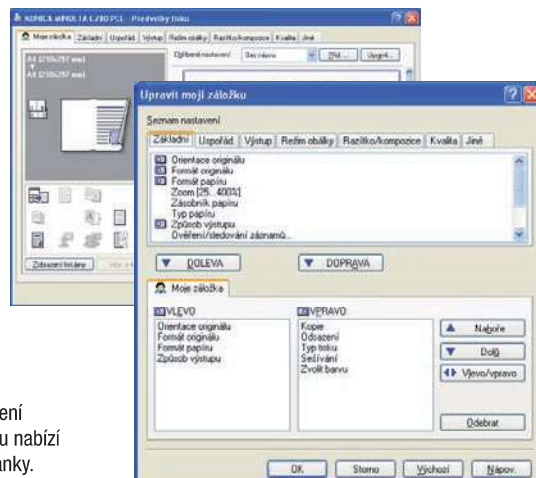 KONICA MINOLTA C280 PCL Předvolby tisku
Moje záložka Základní Uspořád. Výstup Režim obálky Razítko/kompozice Kvalita Jiné
A4 (210x297 mm)
Oblíbené nastavení Bez názvu Přid... Upravit...
A4 (210x297 mm)
Upravit moji záložku
Seznam nastavení
Základní Uspořád. Výstup Režim obálky Razítko/kompozice Kvalita Jiné
Orientace originálu
Formát originálu
Formát papíru
Zoom [25..400%]
Zásobník papíru
Typ papíru
Způsob výstupu
Ověření/sledování záznamů...
DOLEVA DOPRAVA
Moje záložka
VLEVO VPRAVO
Orientace originálu
Formát originálu
Formát papíru
Způsob výstupu
Kopie
Odsazení
Typ tisku
Sešívání
Zvolit barvu
Nahoře
Dolů
Vlevo/vpravo
Odebrat
OK Storno Výchozí Nápov.
ení
u nabízí
ánky.